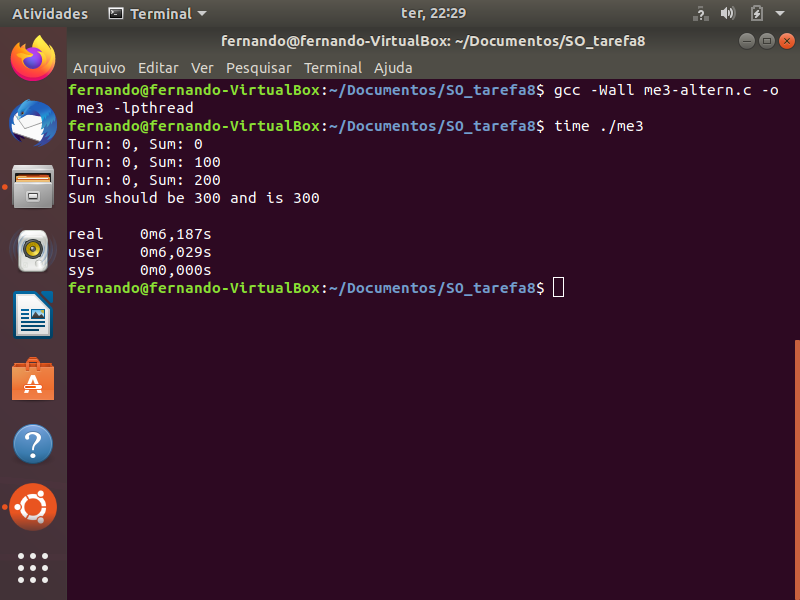 Atividades Terminal ter, 22:29
fernando@fernando-VirtualBox: ~/Documentos/SO_tarefa8
Arquivo Editar Ver Pesquisar Terminal Ajuda
fernando@fernando-VirtualBox:~/Documentos/SO_tarefa8$ gcc -Wall me3-altern.c -o
me3 -lpthread
fernando@fernando-VirtualBox:~/Documentos/SO_tarefa8$ time ./me3
Turn: 0, Sum: 0
Turn: 0, Sum: 100
Turn: 0, Sum: 200
Sum should be 300 and is 300
real 0m6,187s
user 0m6,029s
sys 0m0,000s
fernando@fernando-VirtualBox:~/Documentos/SO_tarefa8$